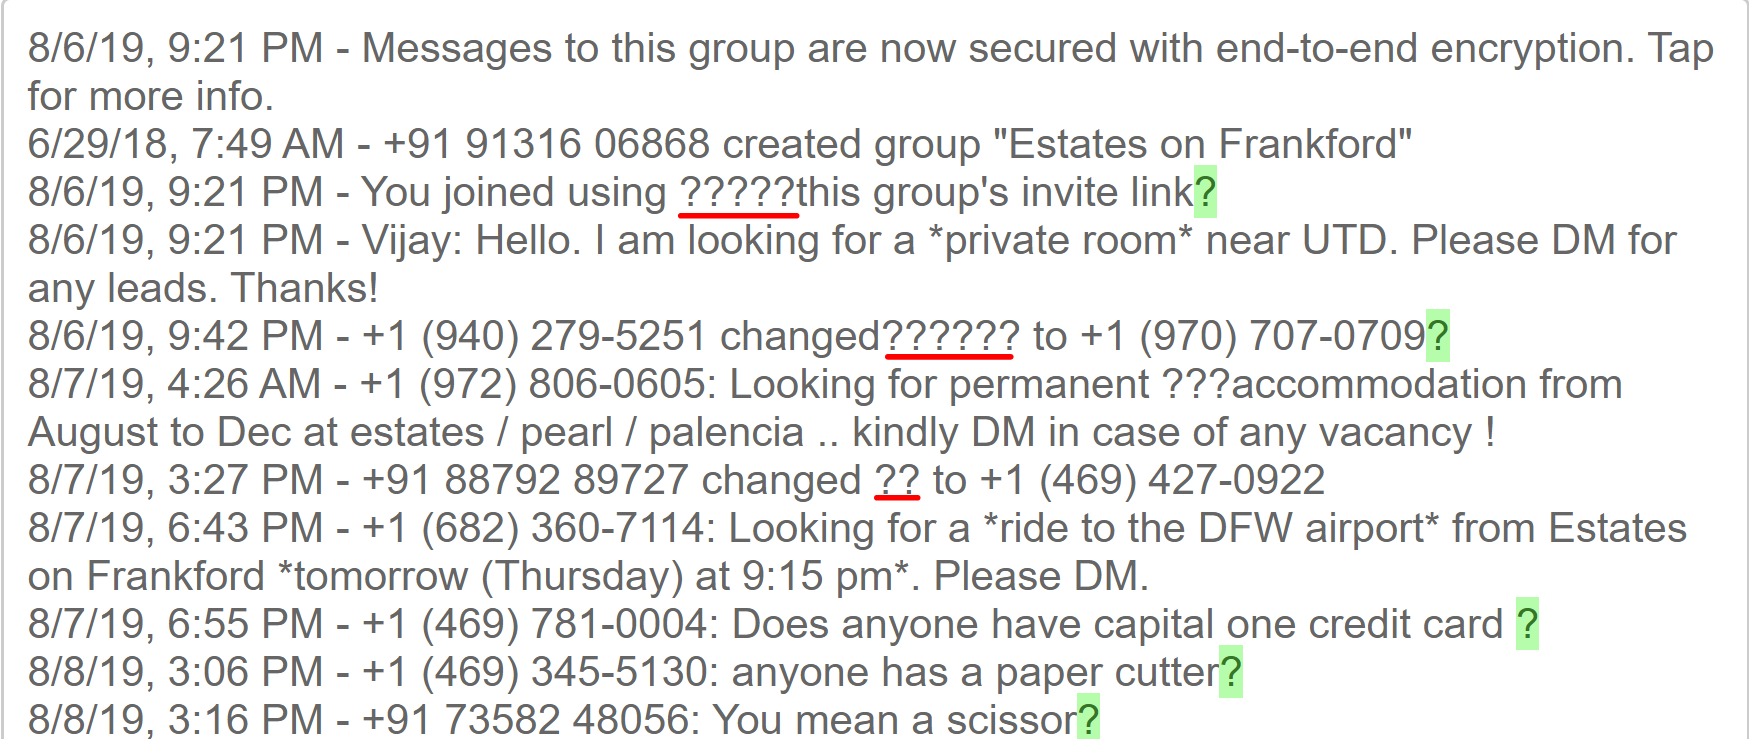 8/6/19, 9:21 PM - Messages to this group are now secured with end-to-end encryption. Tap
for more info.
6/29/18, 7:49 AM - +91 91316 06868 created group "Estates on Frankford"
8/6/19, 9:21 PM - You joined using ?????this group's invite link?
8/6/19, 9:21 PM - Vijay: Hello. I am looking for a *private room* near UTD. Please DM for
any leads. Thanks!
8/6/19, 9:42 PM - +1 (940) 279-5251 changed?????? to +1 (970) 707-0709?
8/7/19, 4:26 AM - +1 (972) 806-0605: Looking for permanent ???accommodation from
August to Dec at estates / pearl / palencia .. kindly DM in case of any vacancy !
8/7/19, 3:27 PM - +91 88792 89727 changed ?? to +1 (469) 427-0922
8/7/19, 6:43 PM - +1 (682) 360-7114: Looking for a *ride to the DFW airport* from Estates
on Frankford *tomorrow (Thursday) at 9:15 pm*. Please DM.
8/7/19, 6:55 PM - +1 (469) 781-0004: Does anyone have capital one credit card ?
8/8/19, 3:06 PM - +1 (469) 345-5130: anyone has a paper cutter?
8/8/19, 3:16 PM - +91 73582 48056: You mean a scissor?